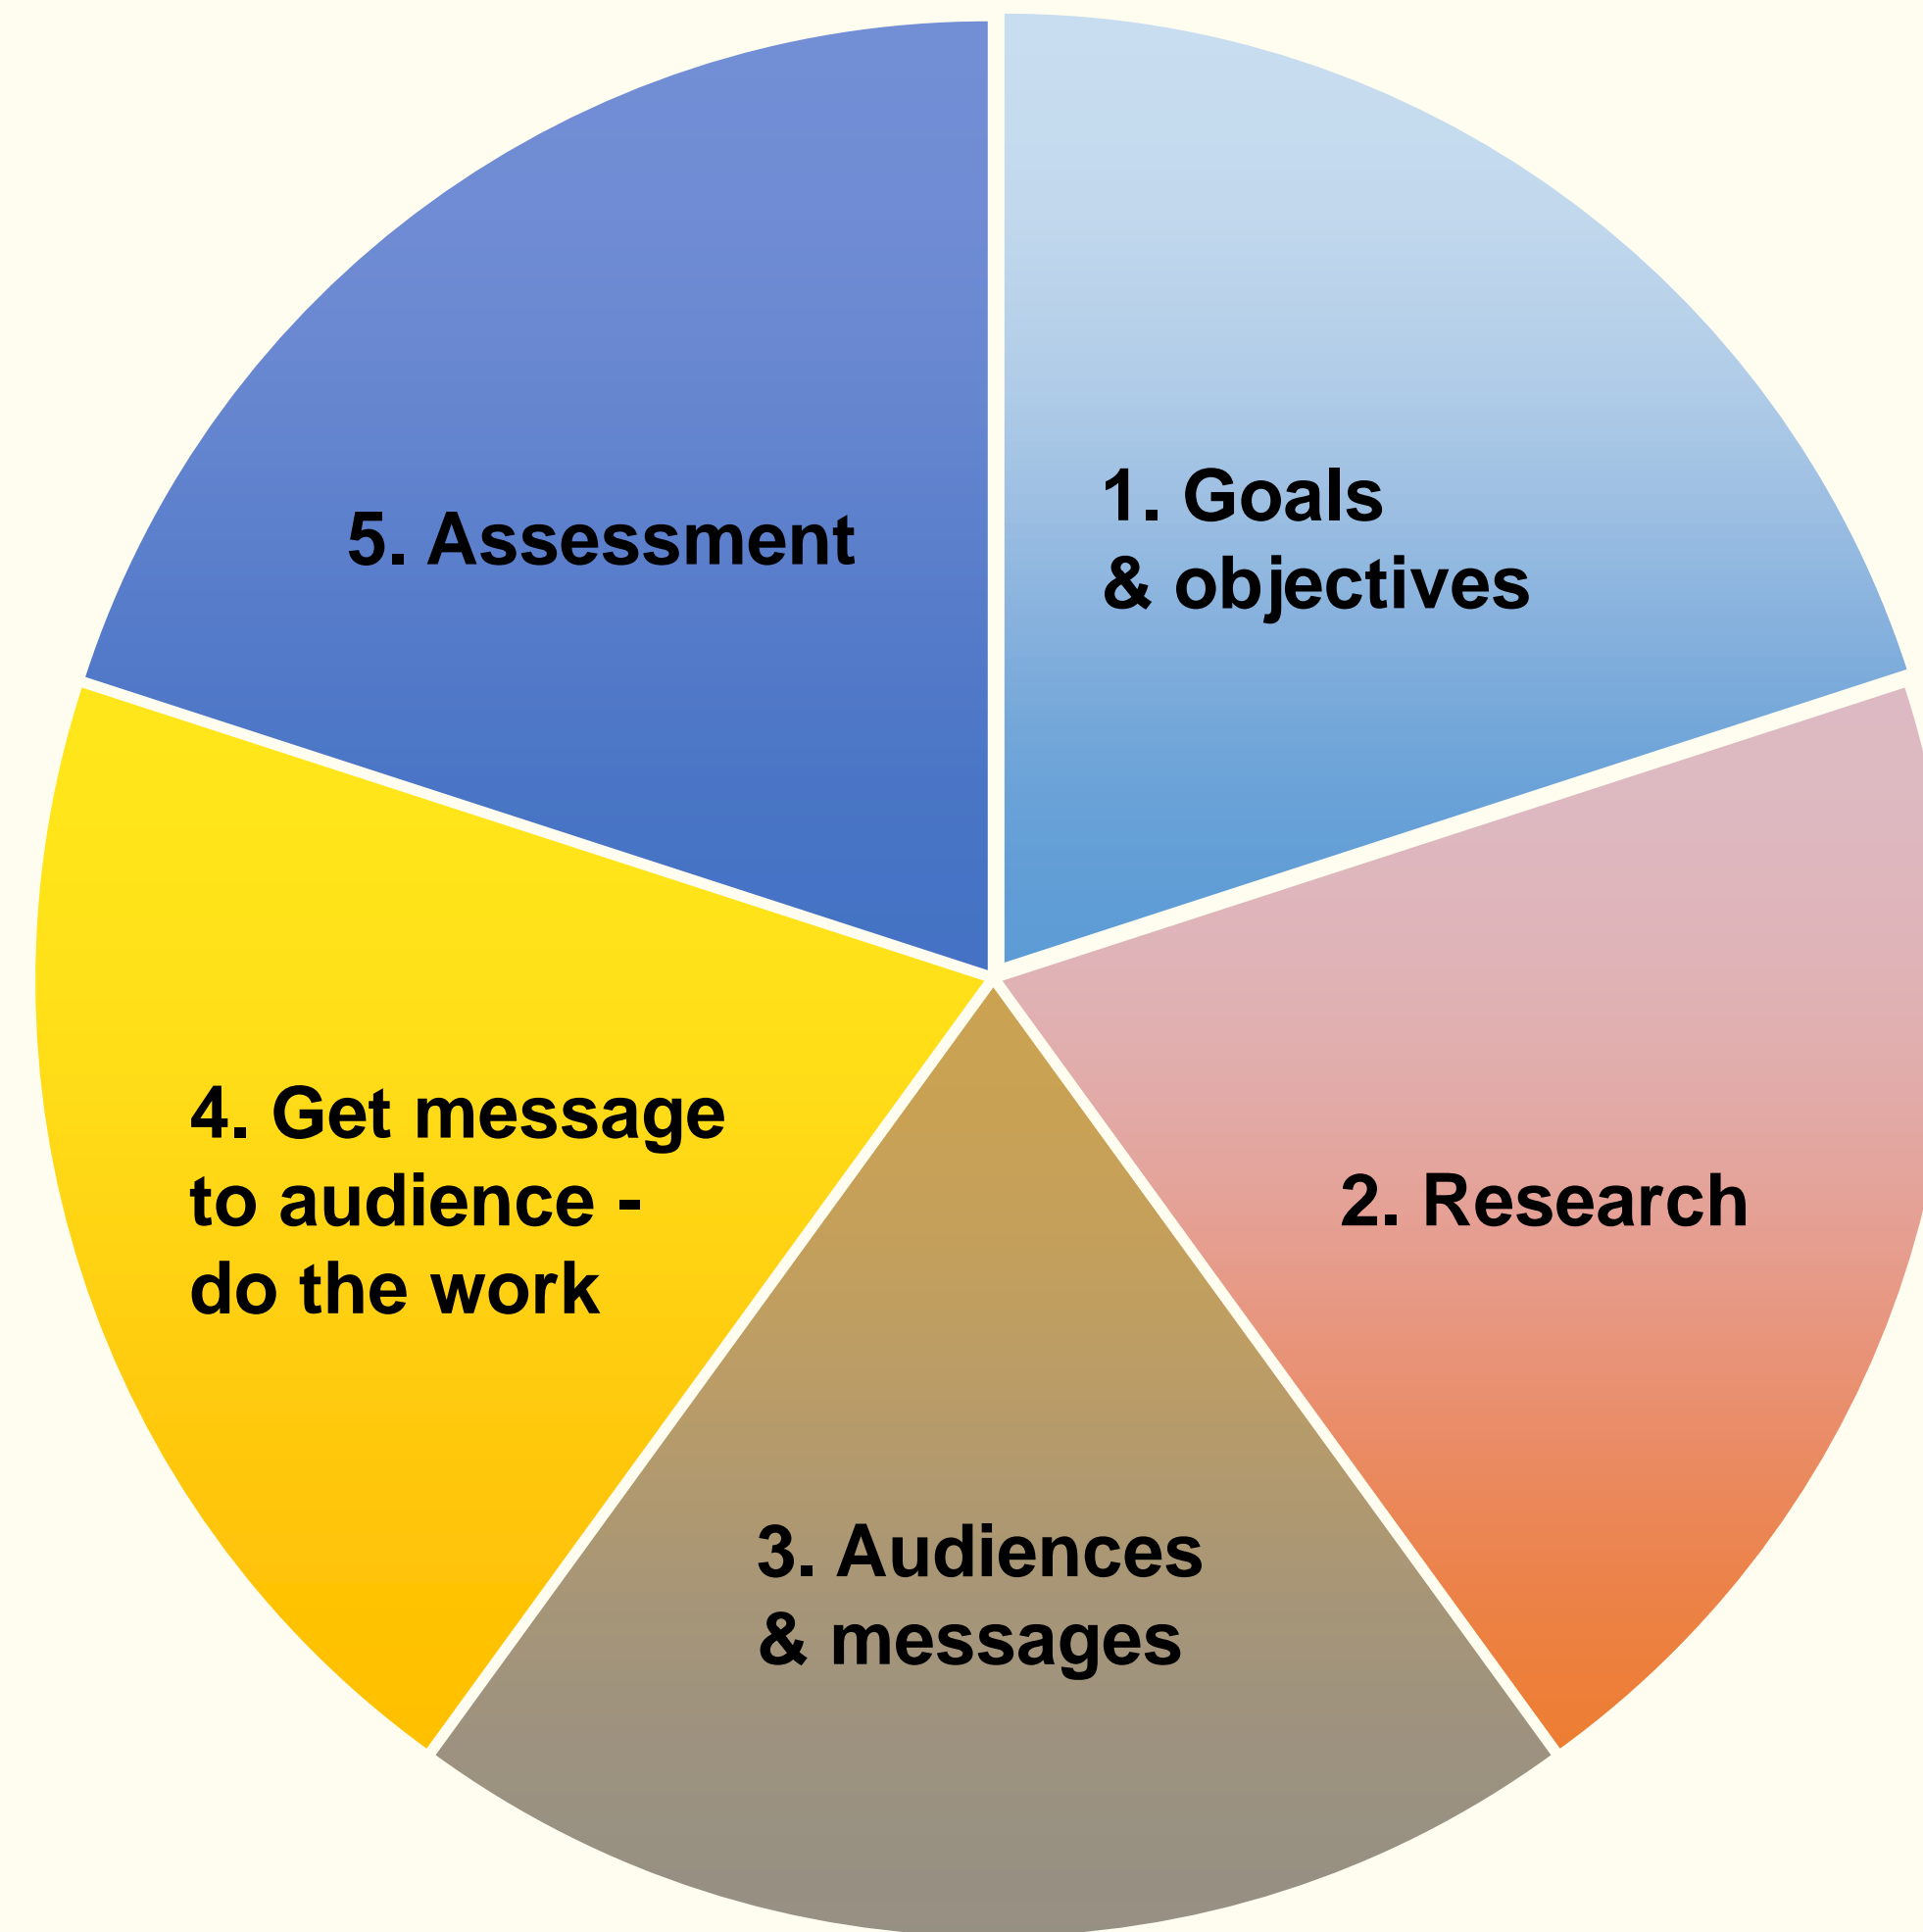 1. Goals
& objectives
2. Research
3. Audiences
& messages
4. Get message
to audience -
do the work
5. Assessment